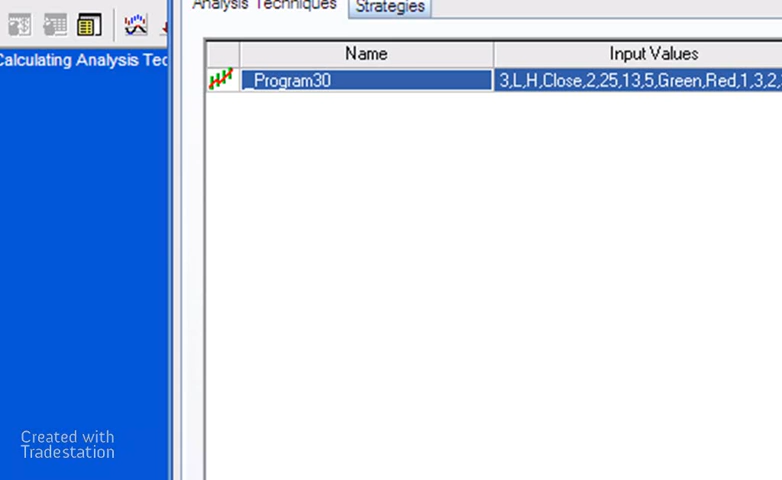 Analysis Techniques
Strategies
Calculating Analysis Tec
Name
Input Values
_Program30
3,L,H,Close,2,25,13,5,Green,Red,1,3,2,
Created with
Tradestation